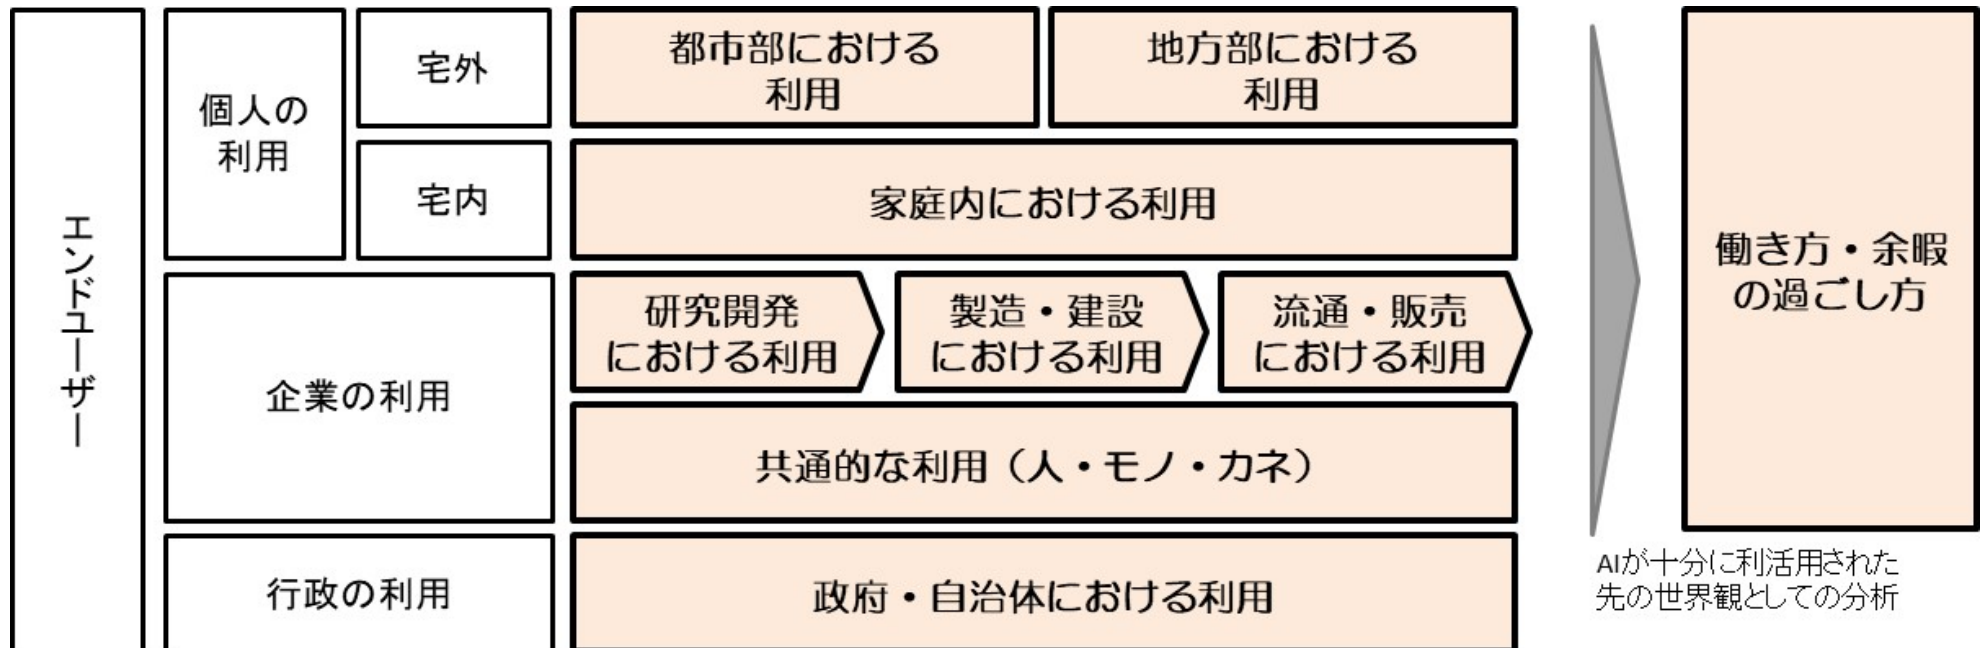 エンドユーザー
個人の
利用
宅外
都市部における
利用
地方部における
利用
宅内
家庭内における利用
企業の利用
研究開発
における利用
製造・建設
における利用
流通・販売
における利用
共通的な利用（人・モノ・カネ）
行政の利用
政府・自治体における利用
働き方・余暇
の過ごし方
AIが十分に利活用された
先の世界観としての分析